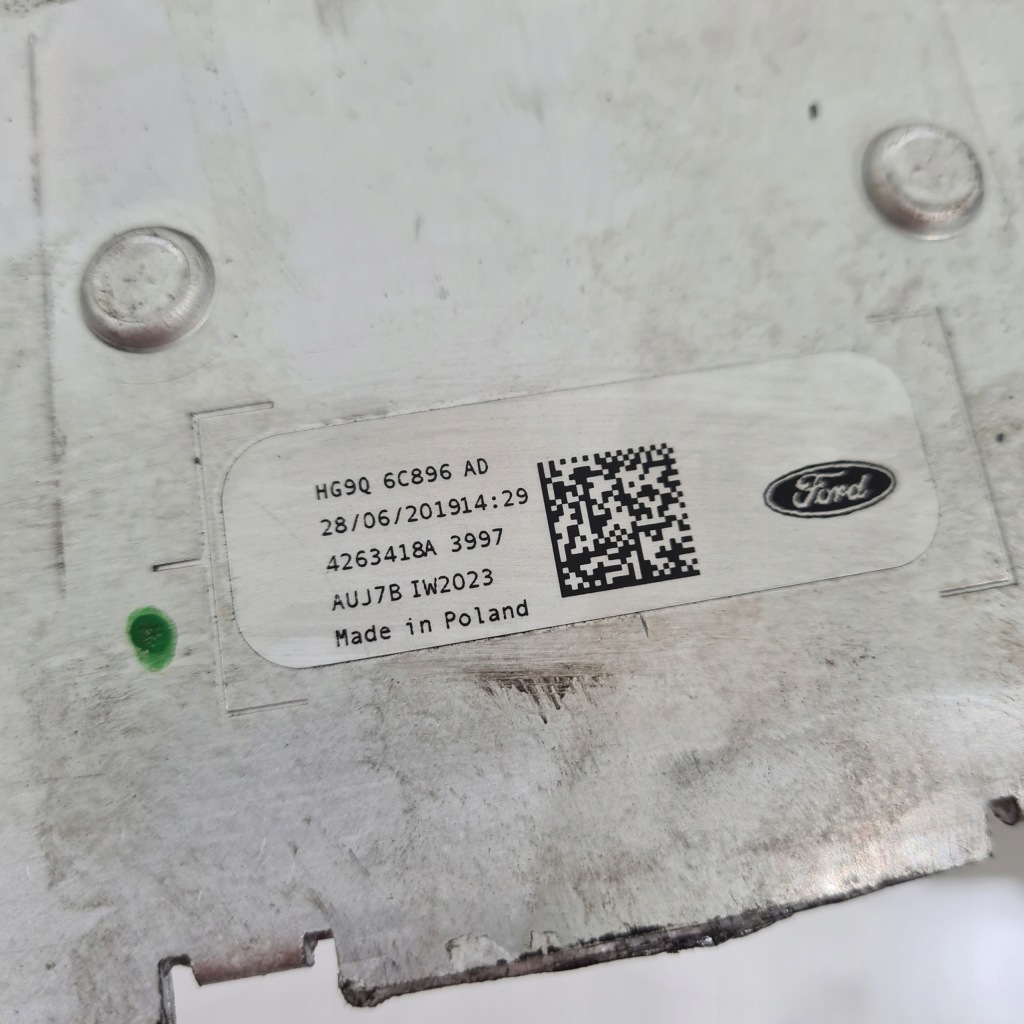 HG9Q 6C896 AD
28/06/201914:29
4263418A 3997
AUJ7B IW2023
Made in Poland
Ford